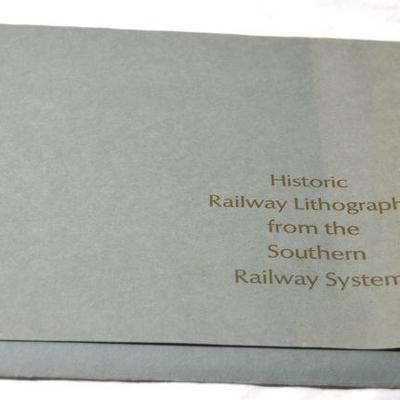 Historic
Railway Lithograph
from the
Southern
Railway System